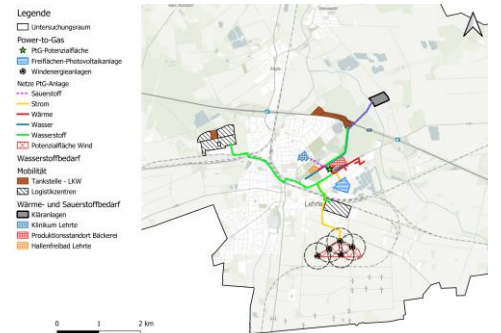 Legende
Untersuchungsraum
Power-to-Gas
PtG-Potenzialfläche
Freiflächen-Photovoltaikanlage
Windenergieanlagen
Netze PtG-Anlage
Sauerstoff
Strom
Wärme
Wasser
Wasserstoff
Potenzialfläche Wind
Wasserstoffbedarf
Mobilität
Tankstelle - LKW
Logistikzentren
Wärme- und Sauerstoffbedarf
Kläranlagen
Klinikum Lehrte
Produktionsstandort Bäckerei
Hallenfreibad Lehrte
0 1 2 km
Lehrte